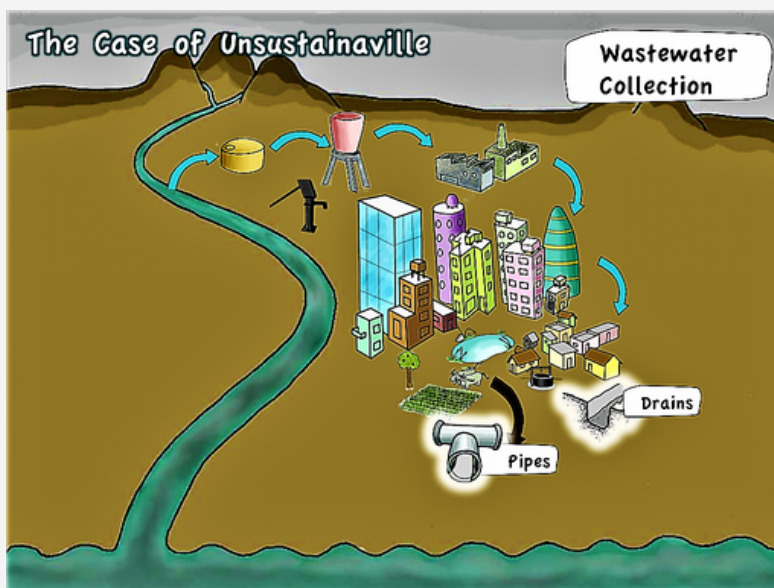 The Case of Unsustainaville
Wastewater
Collection
Drains
Pipes